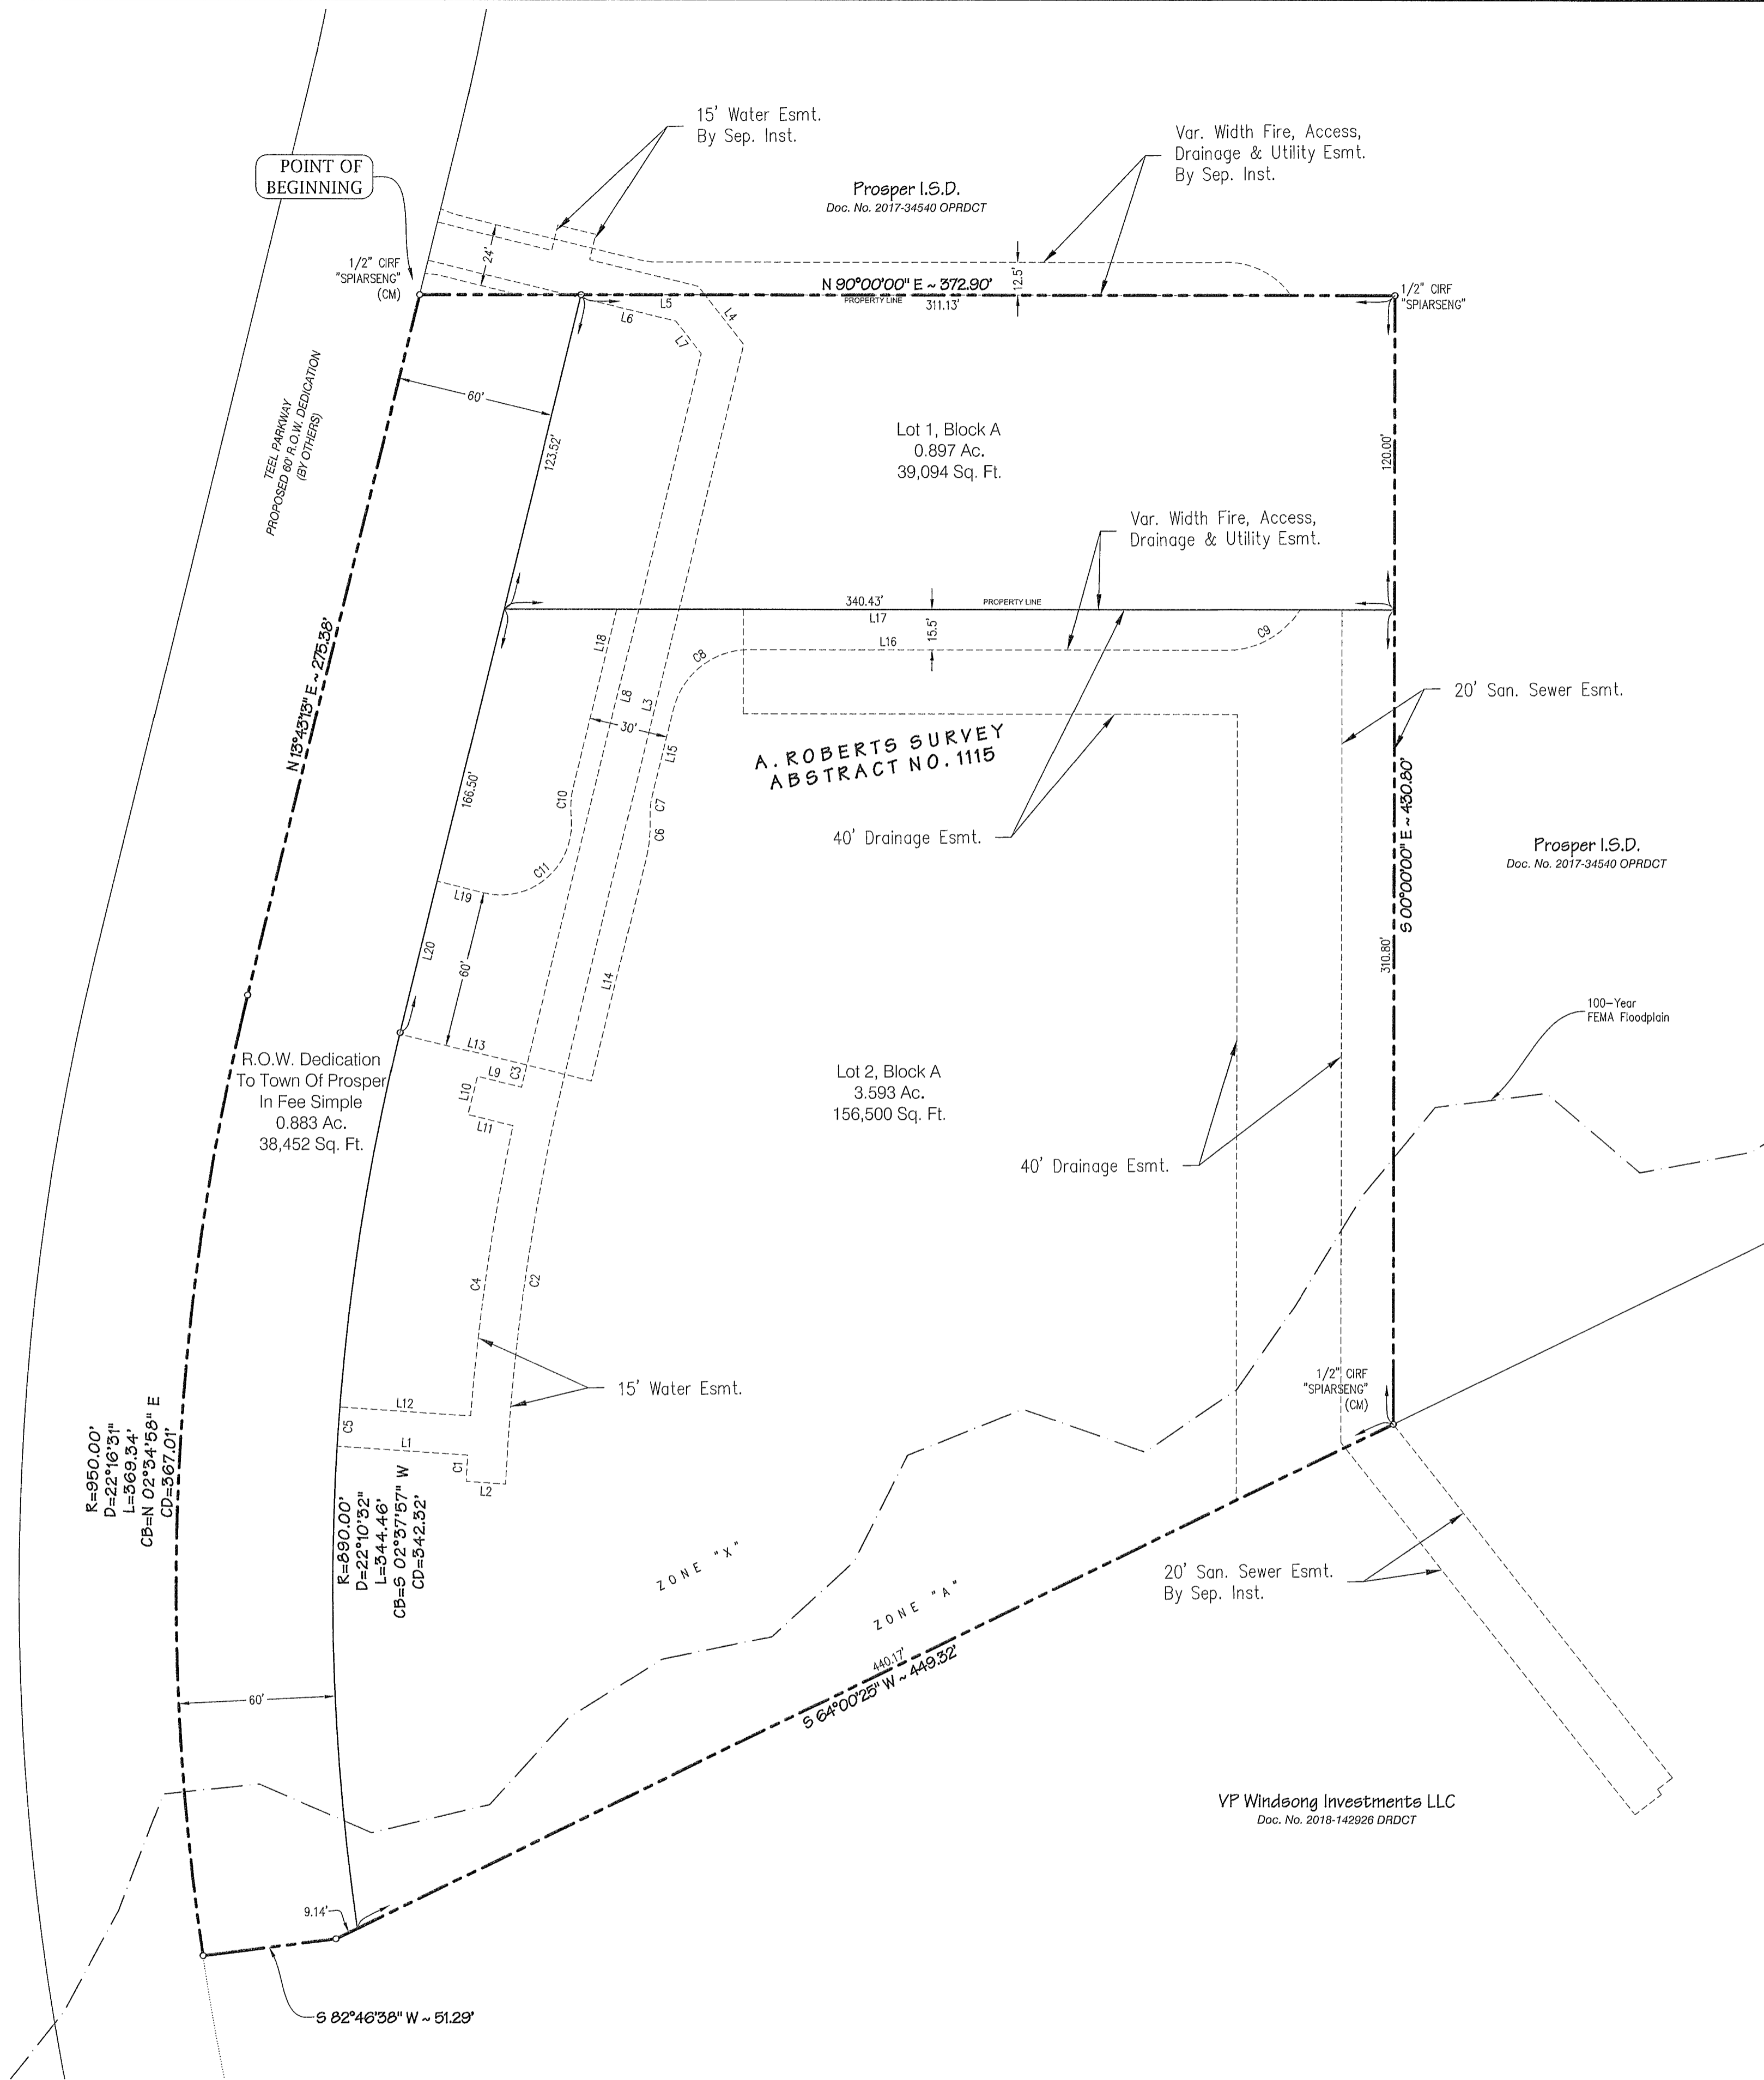 15' Water Esmt.
By Sep. Inst.
Var. Width Fire, Access,
Drainage & Utility Esmt.
By Sep. Inst.
POINT OF
BEGINNING
Prosper I.S.D.
Doc. No. 2017-34540 OPRDCT
24'
1/2" CIRF
"SPIARSENG"
(CM)
N 90°00'00" E ~ 372.90'
PROPERTY LINE
311.13'
12.5'
1/2" CIRF
"SPIARSENG"
L5
L6
L4
L7
TEEL PARKWAY
PROPOSED 60' R.O.W. DEDICATION
(BY OTHERS)
60'
123.52'
Lot 1, Block A
0.897 Ac.
39,094 Sq. Ft.
120.00'
Var. Width Fire, Access,
Drainage & Utility Esmt.
340.43'
PROPERTY LINE
L17
15.5'
L16
C9
C8
L18
L8
L3
30'
L15
N 13°43'13" E ~ 275.38'
20' San. Sewer Esmt.
A. ROBERTS SURVEY
ABSTRACT NO. 1115
166.50'
C10
C7
C6
40' Drainage Esmt.
S 00°00'00" E ~ 430.80'
Prosper I.S.D.
Doc. No. 2017-34540 OPRDCT
C11
L19
L20
60'
L14
310.80'
100-Year
FEMA Floodplain
L13
R.O.W. Dedication
To Town Of Prosper
In Fee Simple
0.883 Ac.
38,452 Sq. Ft.
L9
C3
L10
L11
Lot 2, Block A
3.593 Ac.
156,500 Sq. Ft.
40' Drainage Esmt.
C4
C2
15' Water Esmt.
1/2" CIRF
"SPIARSENG"
(CM)
L12
C5
L1
C1
L2
R=950.00'
D=22°16'31"
L=369.34'
CB=N 02°34'58" E
CD=367.01'
R=890.00'
D=22°10'32"
L=344.46'
CB=S 02°37'57" W
CD=342.32'
ZONE "X"
ZONE "A"
20' San. Sewer Esmt.
By Sep. Inst.
440.17'
S 64°00'25" W ~ 449.32'
60'
VP Windsong Investments LLC
Doc. No. 2018-142926 DRDCT
9.14'
S 82°46'38" W ~ 51.29'